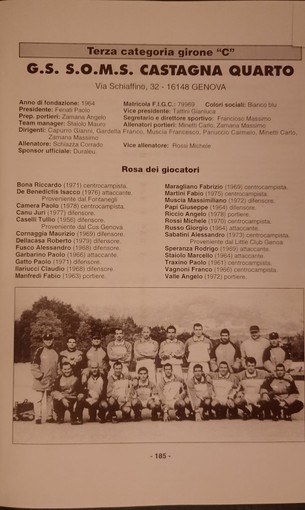 Terza categoria girone "C"
G.S. S.O.M.S. CASTAGNA QUARTO
Via Schiaffino, 32 - 16148 GENOVA
Anno di fondazione: 1964
Matricola F.I.G.C.: 79969
Colori sociali: Bianco blu
Presidente: Fenati Paolo
Vice presidente: Tattini Gianluca
Prep. portieri: Zamana Angelo
Segretario e direttore sportivo: Francioso Massimo
Team manager: Staiolo Mauro
Allenatori portieri: Minetti Carlo, Zamana Massimo
Dirigenti: Capurro Gianni, Gardella Franco, Muscia Francesco, Panuccio Carmelo, Minetti Carlo,
Zamana Massimo
Allenatore: Schiazza Corrado
Vice allenatore: Rossi Michele
Sponsor ufficiale: Duraleu
Rosa dei giocatori
Bona Riccardo (1971) centrocampista.
De Benedictis Isacco (1976) attaccante.
Proveniente dal Fontanegli
Camera Paolo (1978) centrocampista.
Canu Juri (1977) difensore.
Caselli Tullio (1956) difensore.
Proveniente dal Cus Genova
Cornaggia Maurizio (1969) difensore.
Dellacasa Roberto (1979) difensore.
Fusco Alessandro (1968) difensore.
Garbarino Paolo (1966) attaccante.
Gatto Paolo (1971) difensore.
Ilariucci Claudio (1968) difensore.
Manfredi Fabio (1963) portiere.
Maragliano Fabrizio (1969) centrocampista.
Martini Fabio (1975) centrocampista.
Muscia Massimiliano (1972) difensore.
Papi Giuseppe (1964) difensore.
Riccio Angelo (1978) portiere.
Rossi Michele (1970) centrocampista.
Russo Giorgio (1964) attaccante.
Sabatini Alessandro (1973) centrocampista.
Proveniente dal Little Club Genoa
Speranza Rodrigo (1969) attaccante.
Staiolo Marcello (1964) attaccante.
Traxino Paolo (1961) centrocampista.
Vagnoni Franco (1966) centrocampista.
Valle Angelo (1972) portiere.
- 185 -